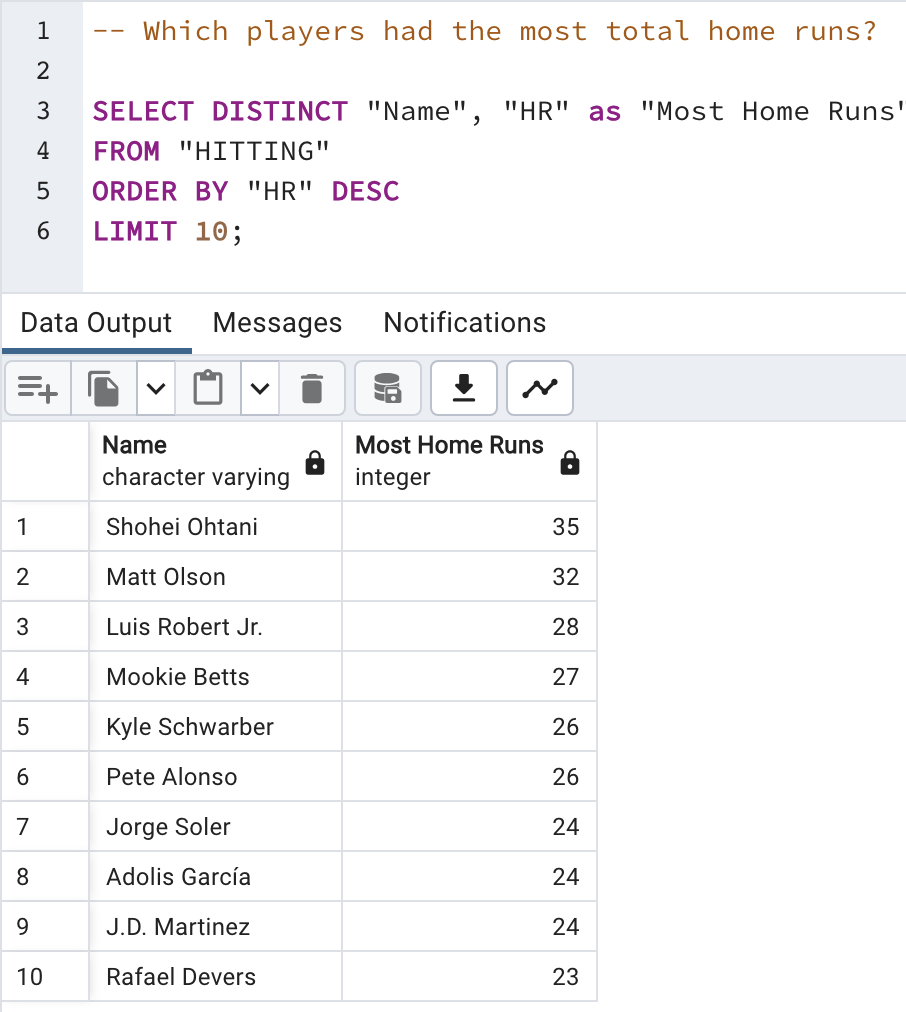 1 -- Which players had the most total home runs?
2
3 SELECT DISTINCT "Name", "HR" as "Most Home Runs"
4 FROM "HITTING"
5 ORDER BY "HR" DESC
6 LIMIT 10;
Data Output Messages Notifications
Name Most Home Runs
character varying integer
1 Shohei Ohtani 35
2 Matt Olson 32
3 Luis Robert Jr. 28
4 Mookie Betts 27
5 Kyle Schwarber 26
6 Pete Alonso 26
7 Jorge Soler 24
8 Adolis García 24
9 J.D. Martinez 24
10 Rafael Devers 23